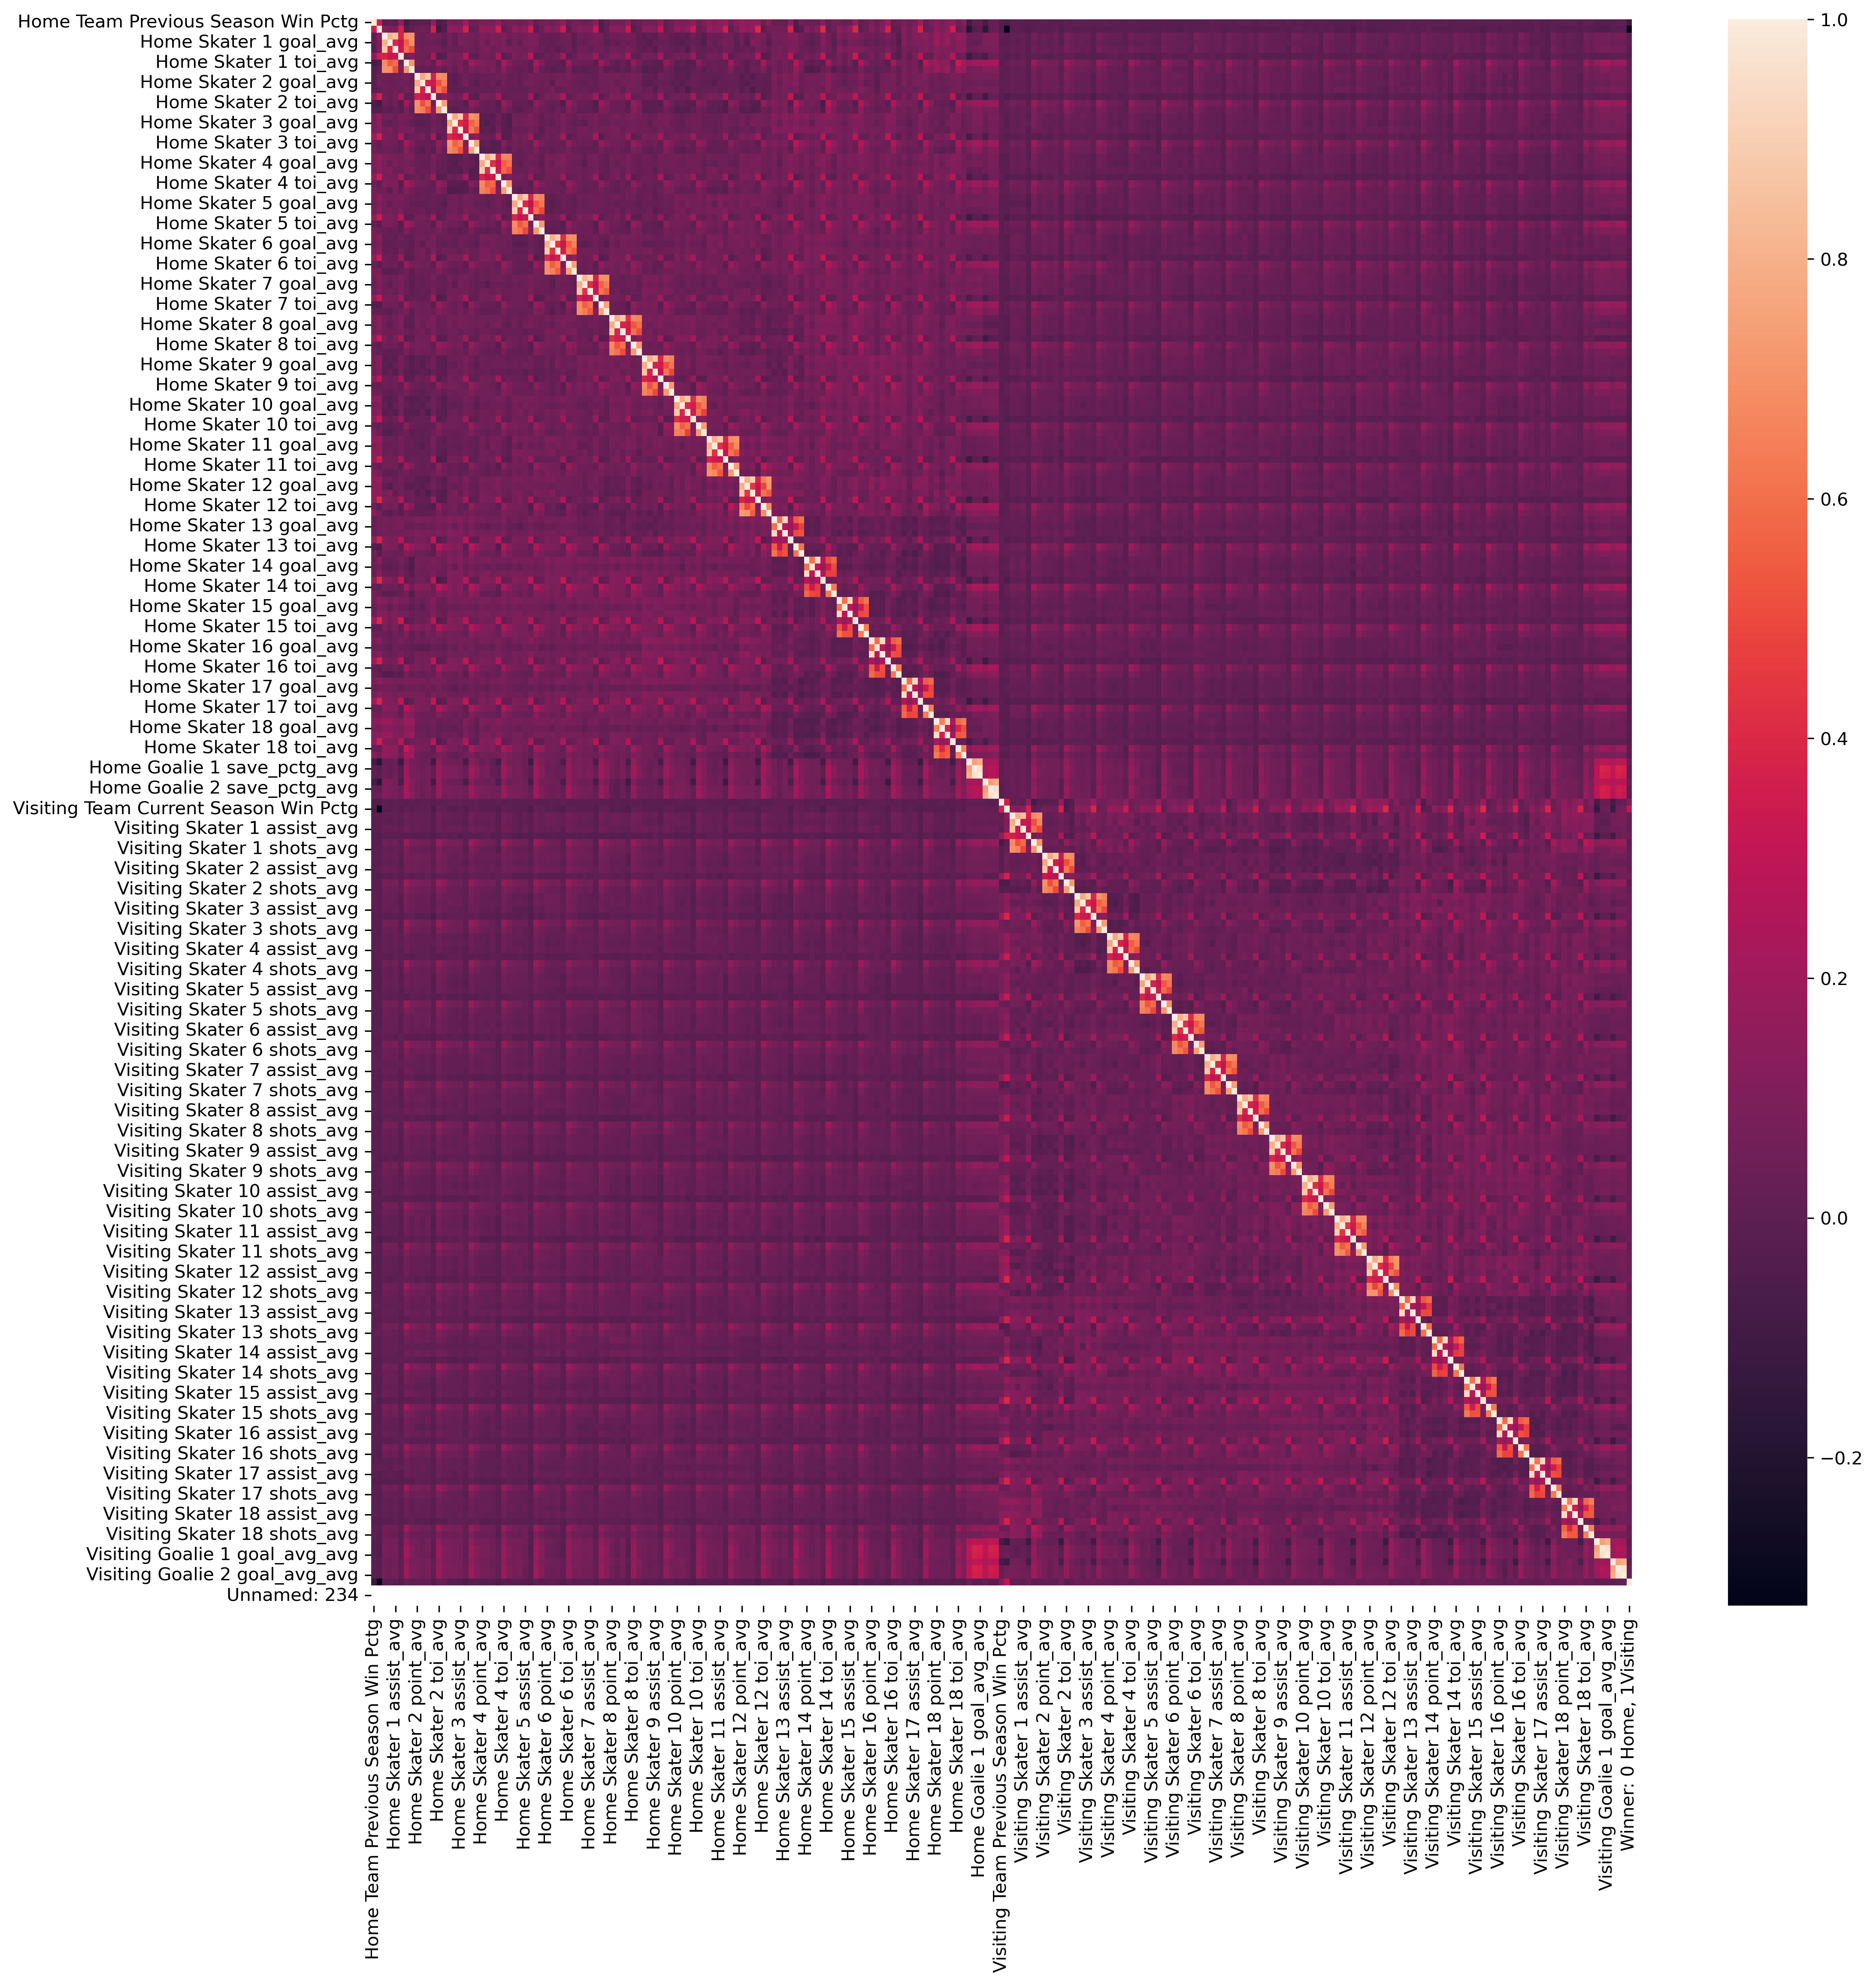 Home Team Previous Season Win Pctg
Home Skater 1 goal_avg
Home Skater 1 toi_avg
Home Skater 2 goal_avg
Home Skater 2 toi_avg
Home Skater 3 goal_avg
Home Skater 3 toi_avg
Home Skater 4 goal_avg
Home Skater 4 toi_avg
Home Skater 5 goal_avg
Home Skater 5 toi_avg
Home Skater 6 goal_avg
Home Skater 6 toi_avg
Home Skater 7 goal_avg
Home Skater 7 toi_avg
Home Skater 8 goal_avg
Home Skater 8 toi_avg
Home Skater 9 goal_avg
Home Skater 9 toi_avg
Home Skater 10 goal_avg
Home Skater 10 toi_avg
Home Skater 11 goal_avg
Home Skater 11 toi_avg
Home Skater 12 goal_avg
Home Skater 12 toi_avg
Home Skater 13 goal_avg
Home Skater 13 toi_avg
Home Skater 14 goal_avg
Home Skater 14 toi_avg
Home Skater 15 goal_avg
Home Skater 15 toi_avg
Home Skater 16 goal_avg
Home Skater 16 toi_avg
Home Skater 17 goal_avg
Home Skater 17 toi_avg
Home Skater 18 goal_avg
Home Skater 18 toi_avg
Home Goalie 1 save_pctg_avg
Home Goalie 2 save_pctg_avg
Visiting Team Current Season Win Pctg
Visiting Skater 1 assist_avg
Visiting Skater 1 shots_avg
Visiting Skater 2 assist_avg
Visiting Skater 2 shots_avg
Visiting Skater 3 assist_avg
Visiting Skater 3 shots_avg
Visiting Skater 4 assist_avg
Visiting Skater 4 shots_avg
Visiting Skater 5 assist_avg
Visiting Skater 5 shots_avg
Visiting Skater 6 assist_avg
Visiting Skater 6 shots_avg
Visiting Skater 7 assist_avg
Visiting Skater 7 shots_avg
Visiting Skater 8 assist_avg
Visiting Skater 8 shots_avg
Visiting Skater 9 assist_avg
Visiting Skater 9 shots_avg
Visiting Skater 10 assist_avg
Visiting Skater 10 shots_avg
Visiting Skater 11 assist_avg
Visiting Skater 11 shots_avg
Visiting Skater 12 assist_avg
Visiting Skater 12 shots_avg
Visiting Skater 13 assist_avg
Visiting Skater 13 shots_avg
Visiting Skater 14 assist_avg
Visiting Skater 14 shots_avg
Visiting Skater 15 assist_avg
Visiting Skater 15 shots_avg
Visiting Skater 16 assist_avg
Visiting Skater 16 shots_avg
Visiting Skater 17 assist_avg
Visiting Skater 17 shots_avg
Visiting Skater 18 assist_avg
Visiting Skater 18 shots_avg
Visiting Goalie 1 goal_avg_avg
Visiting Goalie 2 goal_avg_avg
Unnamed: 234
Home Team Previous Season Win Pctg
Home Skater 1 assist_avg
Home Skater 2 point_avg
Home Skater 2 toi_avg
Home Skater 3 assist_avg
Home Skater 4 point_avg
Home Skater 4 toi_avg
Home Skater 5 assist_avg
Home Skater 6 point_avg
Home Skater 6 toi_avg
Home Skater 7 assist_avg
Home Skater 8 point_avg
Home Skater 8 toi_avg
Home Skater 9 assist_avg
Home Skater 10 point_avg
Home Skater 10 toi_avg
Home Skater 11 assist_avg
Home Skater 12 point_avg
Home Skater 12 toi_avg
Home Skater 13 assist_avg
Home Skater 14 point_avg
Home Skater 14 toi_avg
Home Skater 15 assist_avg
Home Skater 16 point_avg
Home Skater 16 toi_avg
Home Skater 17 assist_avg
Home Skater 18 point_avg
Home Skater 18 toi_avg
Home Goalie 1 goal_avg_avg
Visiting Team Previous Season Win Pctg
Visiting Skater 1 assist_avg
Visiting Skater 2 point_avg
Visiting Skater 2 toi_avg
Visiting Skater 3 assist_avg
Visiting Skater 4 point_avg
Visiting Skater 4 toi_avg
Visiting Skater 5 assist_avg
Visiting Skater 6 point_avg
Visiting Skater 6 toi_avg
Visiting Skater 7 assist_avg
Visiting Skater 8 point_avg
Visiting Skater 8 toi_avg
Visiting Skater 9 assist_avg
Visiting Skater 10 point_avg
Visiting Skater 10 toi_avg
Visiting Skater 11 assist_avg
Visiting Skater 12 point_avg
Visiting Skater 12 toi_avg
Visiting Skater 13 assist_avg
Visiting Skater 14 point_avg
Visiting Skater 14 toi_avg
Visiting Skater 15 assist_avg
Visiting Skater 16 point_avg
Visiting Skater 16 toi_avg
Visiting Skater 17 assist_avg
Visiting Skater 18 point_avg
Visiting Skater 18 toi_avg
Visiting Goalie 1 goal_avg_avg
Winner: 0 Home, 1Visiting
1.0
0.8
0.6
0.4
0.2
0.0
−0.2